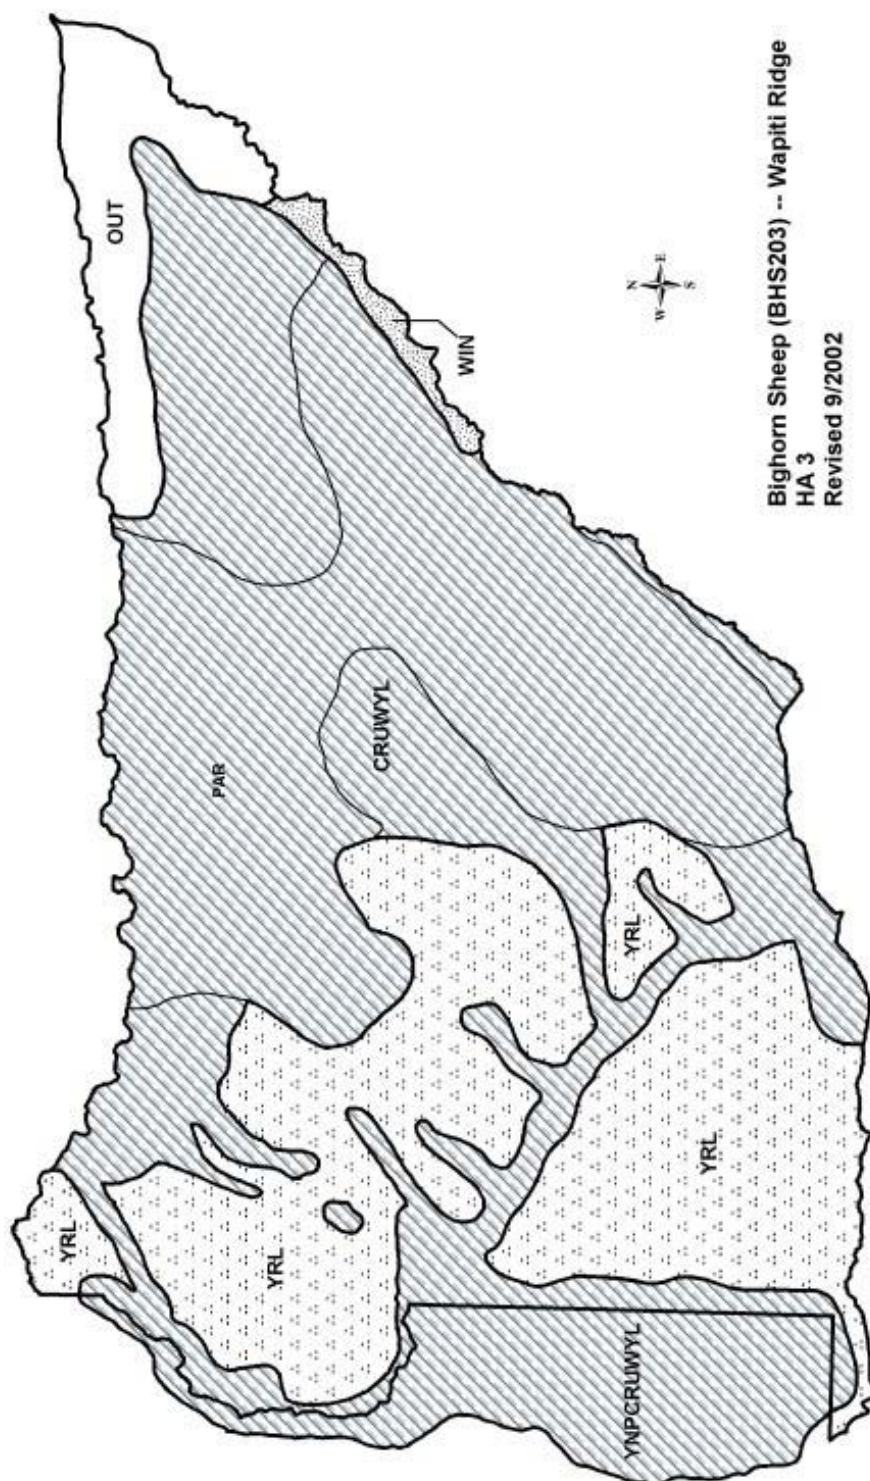 OUT
WIN
N
W E
S
PAR
CRUWYL
YRL
YRL
YRL
YRL
YNPCRUWYL
Bighorn Sheep (BHS203) -- Wapiti Ridge
HA 3
Revised 9/2002